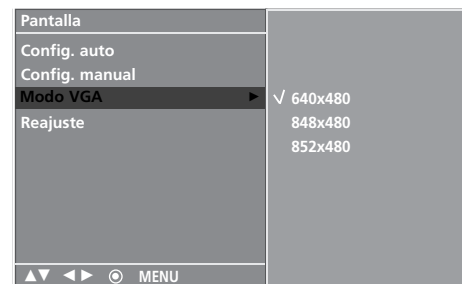 Pantalla
Config. auto
Config. manual
Modo VGA ►
√ 640x480
848x480
852x480
Reajuste
▲▼ ◄► ⊙ MENU